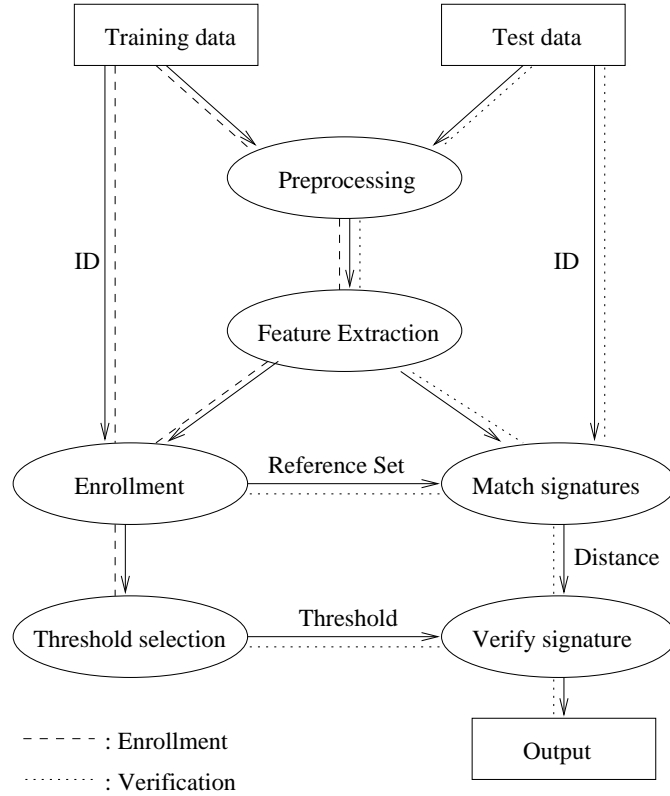 Training data
Test data
Preprocessing
ID
ID
Feature Extraction
Reference Set
Enrollment
Match signatures
Distance
Threshold
Threshold selection
Verify signature
: Enrollment
Output
: Verification